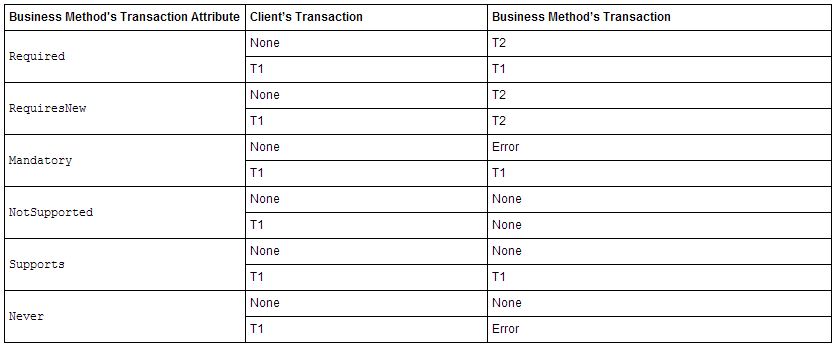 Business Method's Transaction Attribute Client's Transaction Business Method's Transaction
Required None T2
T1 T1
RequiresNew None T2
T1 T2
Mandatory None Error
T1 T1
NotSupported None None
T1 None
Supports None None
T1 T1
Never None None
T1 Error